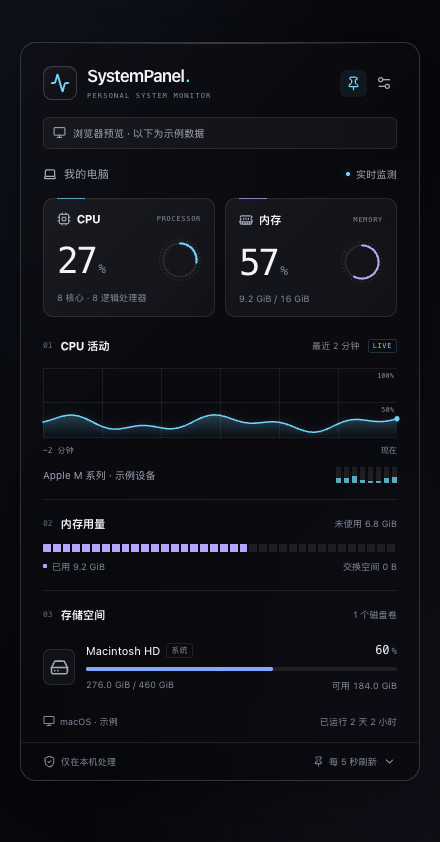 SystemPanel.
PERSONAL SYSTEM MONITOR
浏览器预览 · 以下为示例数据
我的电脑
实时监测
CPU
PROCESSOR
27%
8 核心 · 8 逻辑处理器
内存
MEMORY
57%
9.2 GiB / 16 GiB
01 CPU 活动
最近 2 分钟 LIVE
100%
50%
−2 分钟
现在
Apple M 系列 · 示例设备
02 内存用量
未使用 6.8 GiB
已用 9.2 GiB
交换空间 0 B
03 存储空间
1 个磁盘卷
Macintosh HD 系统
60%
276.0 GiB / 460 GiB
可用 184.0 GiB
macOS · 示例
已运行 2 天 2 小时
仅在本机处理
每 5 秒刷新